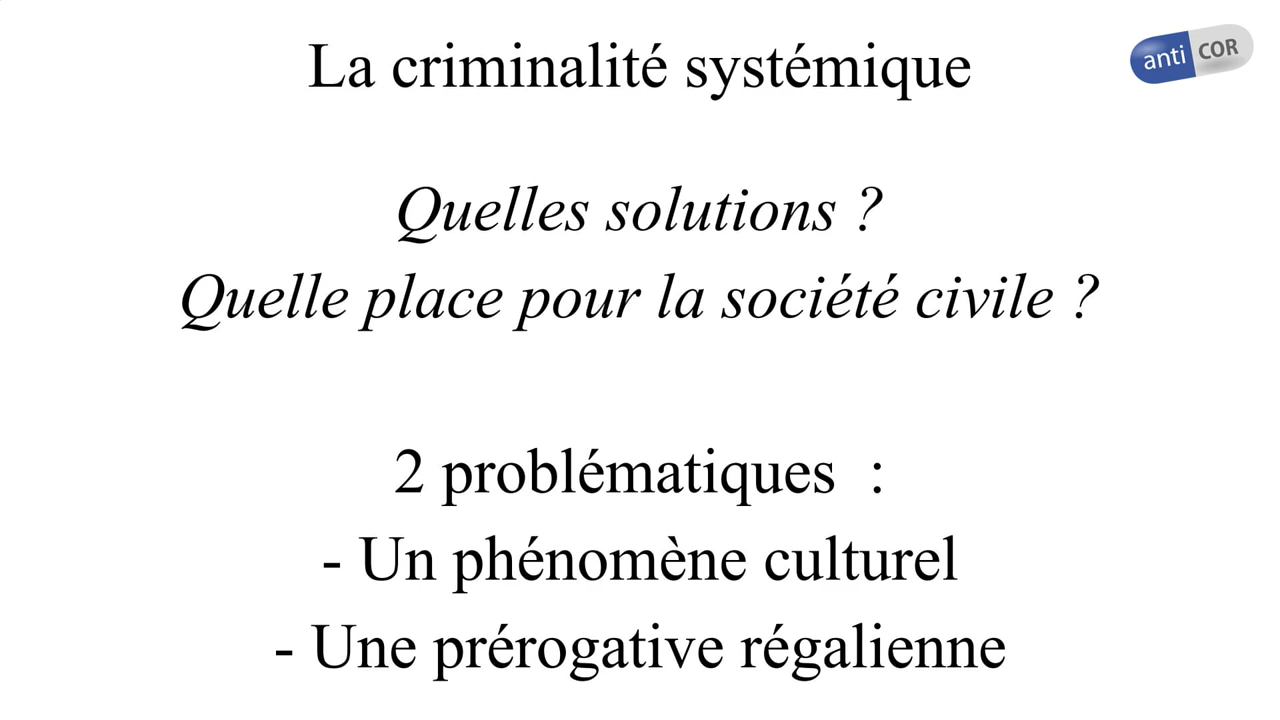 La criminalité systémique
anti COR
Quelles solutions ?
Quelle place pour la société civile ?
2 problématiques  :
- Un phénomène culturel
- Une prérogative régalienne